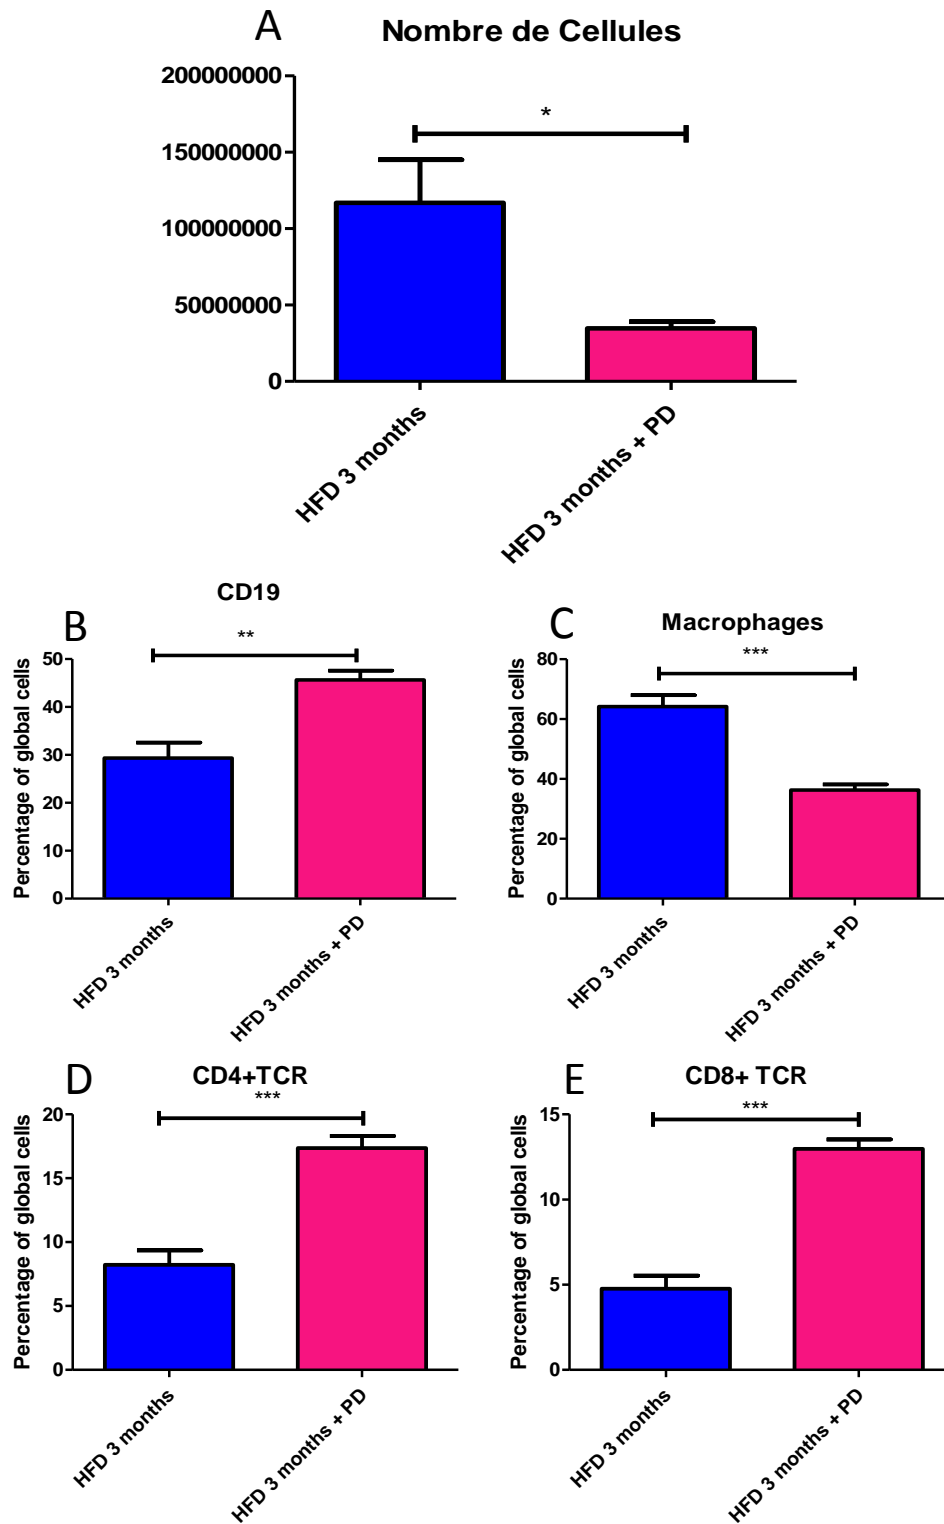 A
Nombre de Cellules
200000000
150000000
100000000
50000000
0
*
HFD 3 months
HFD 3 months + PD
B
CD19
**
Percentage of global cells
50
40
30
20
10
0
HFD 3 months
HFD 3 months + PD
C
Macrophages
***
Percentage of global cells
80
60
40
20
0
HFD 3 months
HFD 3 months + PD
D
CD4+TCR
***
Percentage of global cells
20
15
10
5
0
HFD 3 months
HFD 3 months + PD
E
CD8+ TCR
***
Percentage of global cells
15
10
5
0
HFD 3 months
HFD 3 months + PD